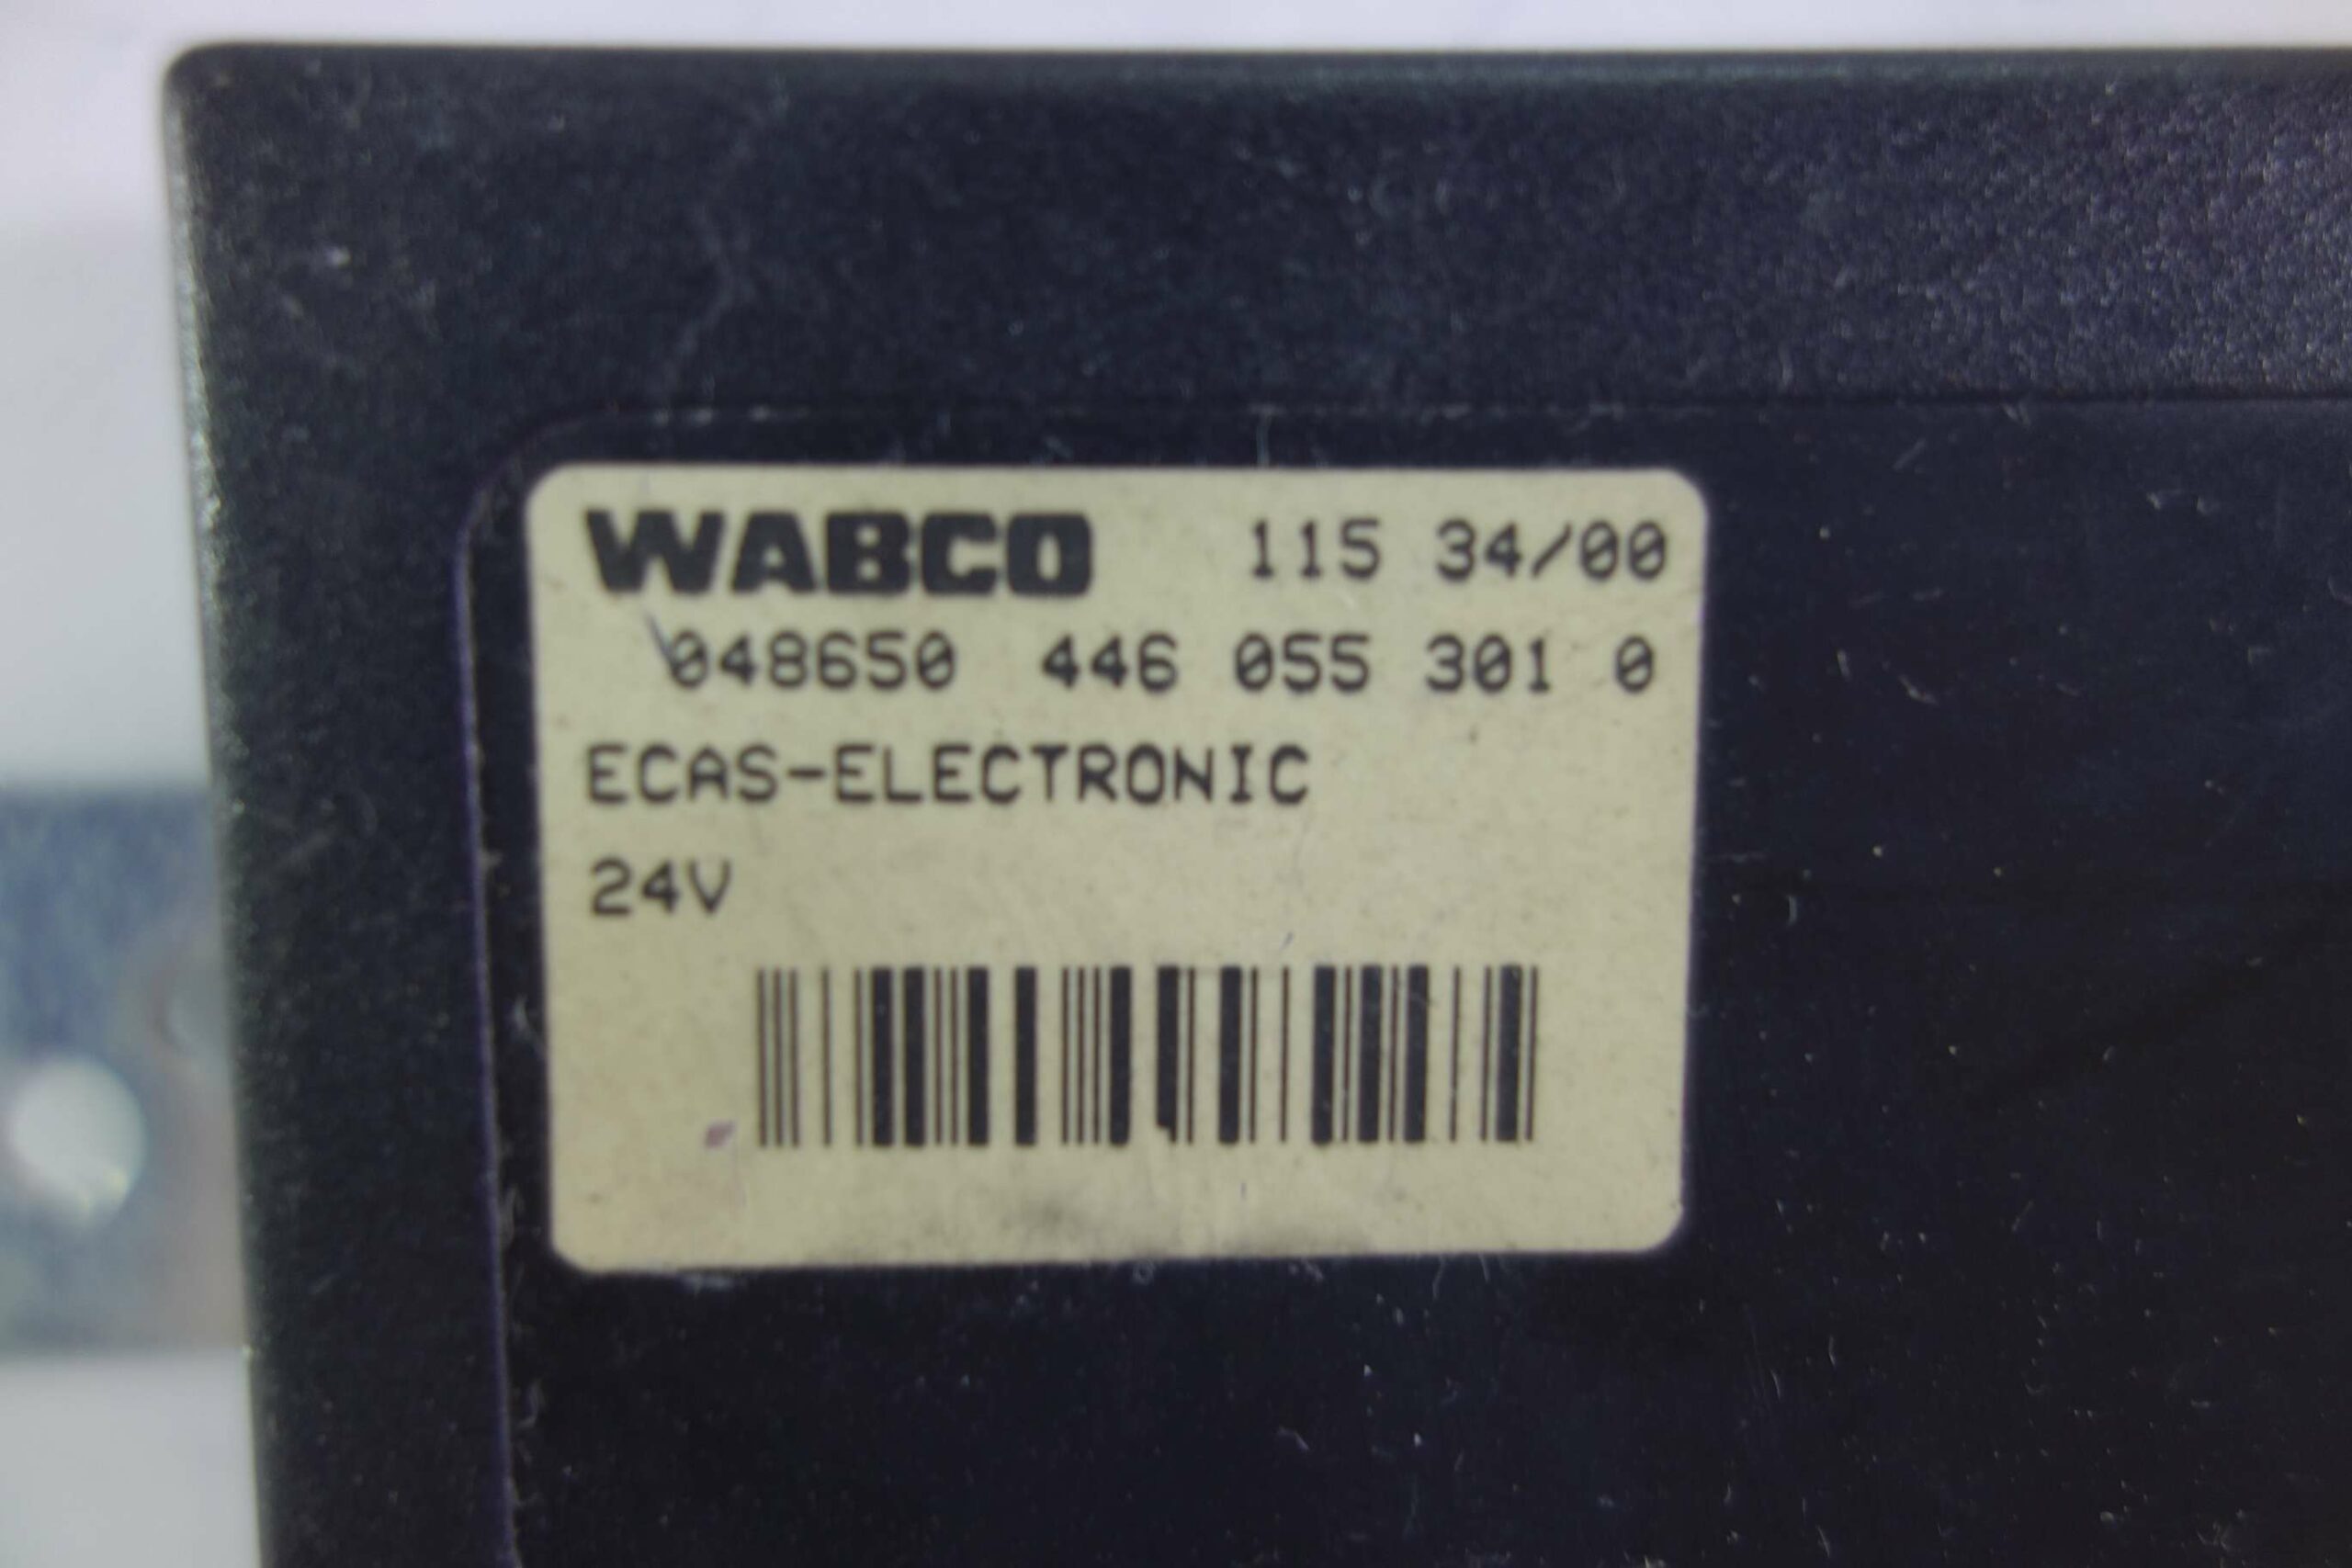 WABCO 115 34/00
048650 446 055 301 0
ECAS-ELECTRONIC
24V